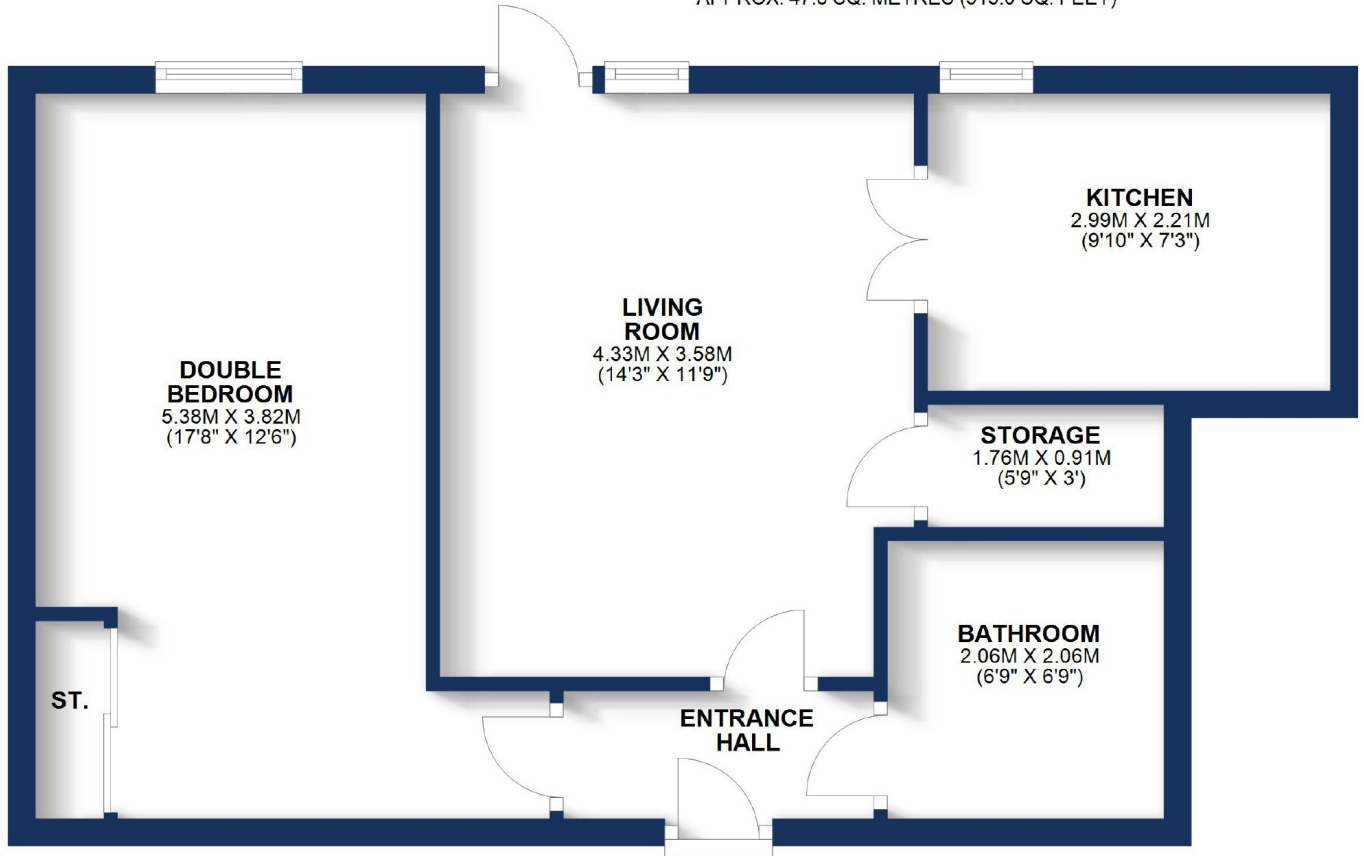 KITCHEN
2.99M X 2.21M
(9'10" X 7'3")
LIVING
ROOM
4.33M X 3.58M
(14'3" X 11'9")
DOUBLE
BEDROOM
5.38M X 3.82M
(17'8" X 12'6")
STORAGE
1.76M X 0.91M
(5'9" X 3')
BATHROOM
2.06M X 2.06M
(6'9" X 6'9")
ST.
ENTRANCE
HALL